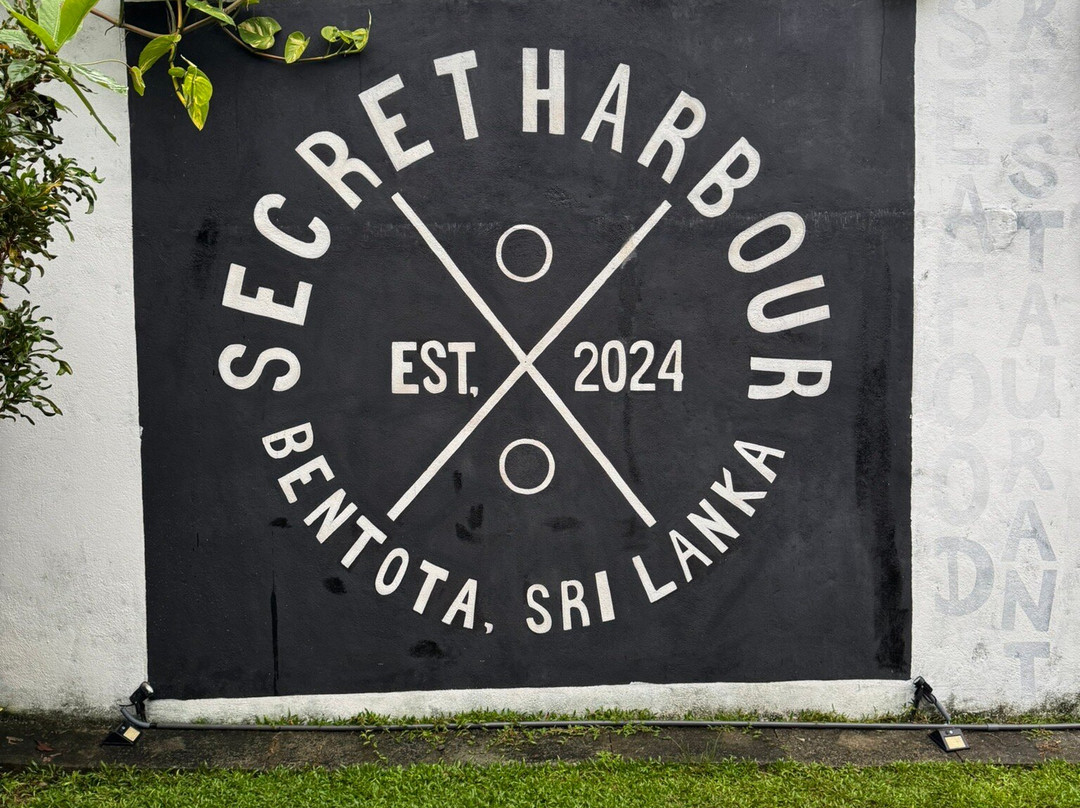 SECRET HARBOUR
EST, 2024
BENTOTA, SRI LANKA
SEAFOOD
RESTAURANT